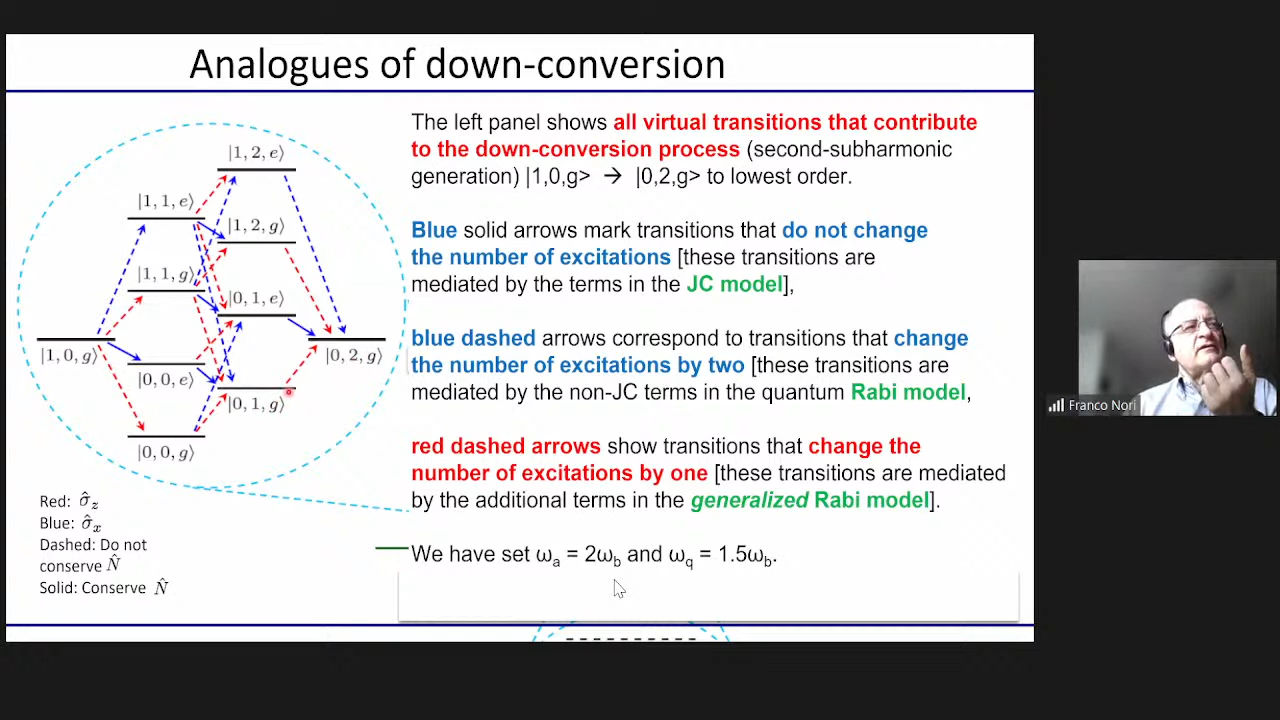 Analogues of down-conversion
|1,2,e⟩
|1,1,e⟩
|1,2,g⟩
|1,1,g⟩
|0,1,e⟩
|1,0,g⟩
|0,2,g⟩
|0,0,e⟩
|0,1,g⟩
|0,0,g⟩
Red: σ̂z
Blue: σ̂x
Dashed: Do not
conserve N̂
Solid: Conserve N̂
The left panel shows all virtual transitions that contribute
to the down-conversion process (second-subharmonic
generation) |1,0,g> → |0,2,g> to lowest order.
Blue solid arrows mark transitions that do not change
the number of excitations [these transitions are
mediated by the terms in the JC model],
blue dashed arrows correspond to transitions that change
the number of excitations by two [these transitions are
mediated by the non-JC terms in the quantum Rabi model,
red dashed arrows show transitions that change the
number of excitations by one [these transitions are mediated
by the additional terms in the generalized Rabi model].
We have set ωa = 2ωb and ωq = 1.5ωb.
Franco Nori